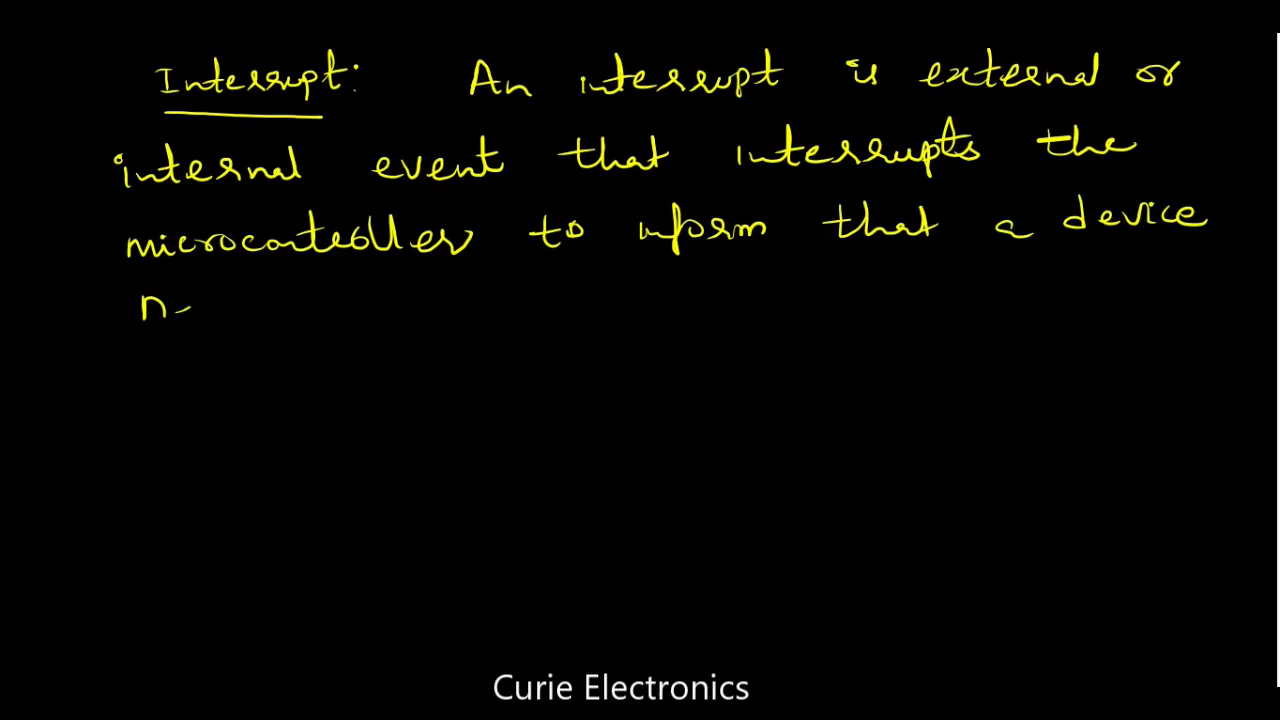 Interrupt: An interrupt is external or
internal event that interrupts the
microcontroller to inform that a device
n
Curie Electronics